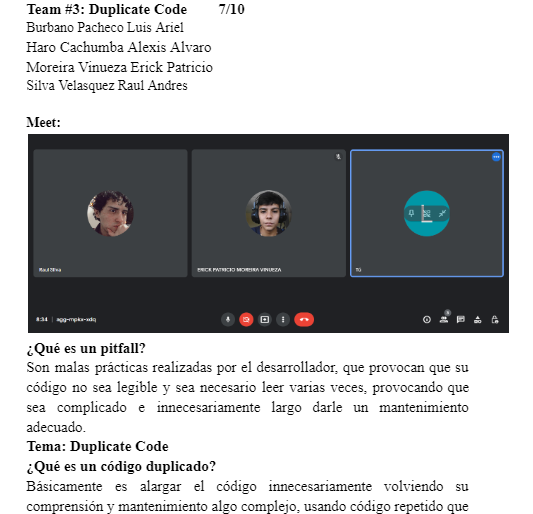 Team #3: Duplicate Code 7/10
Burbano Pacheco Luis Ariel
Haro Cachumba Alexis Alvaro
Moreira Vinueza Erick Patricio
Silva Velasquez Raul Andres
Meet:
Raul Silva
ERICK PATRICIO MOREIRA VINUEZA
Tú
8:34 | agg-mpkx-xdq
3
¿Qué es un pitfall?
Son malas prácticas realizadas por el desarrollador, que provocan que su
código no sea legible y sea necesario leer varias veces, provocando que
sea complicado e innecesariamente largo darle un mantenimiento
adecuado.
Tema: Duplicate Code
¿Qué es un código duplicado?
Básicamente es alargar el código innecesariamente volviendo su
comprensión y mantenimiento algo complejo, usando código repetido que